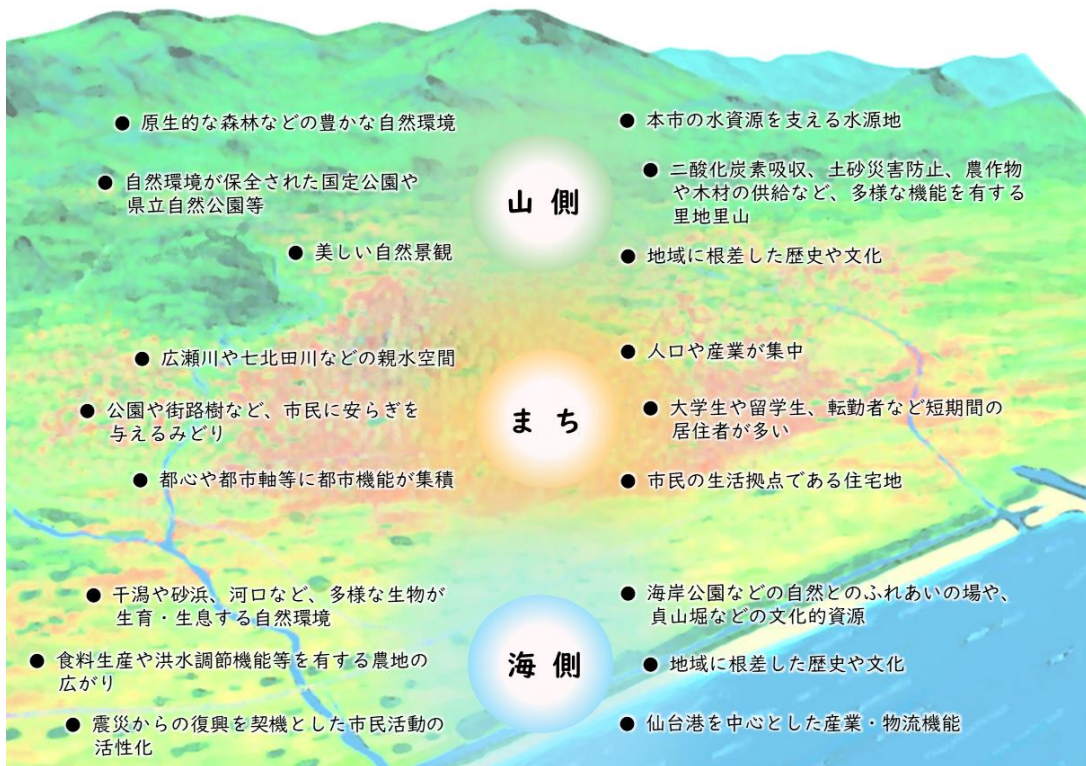 山側
● 原生的な森林などの豊かな自然環境
● 自然環境が保全された国定公園や
県立自然公園等
● 美しい自然景観
● 本市の水資源を支える水源地
● 二酸化炭素吸収、土砂災害防止、農作物
や木材の供給など、多様な機能を有する
里地里山
● 地域に根差した歴史や文化
まち
● 広瀬川や七北田川などの親水空間
● 公園や街路樹など、市民に安らぎを
与えるみどり
● 都心や都市軸等に都市機能が集積
● 人口や産業が集中
● 大学生や留学生、転勤者など短期間の
居住者が多い
● 市民の生活拠点である住宅地
海側
● 干潟や砂浜、河口など、多様な生物が
生育・生息する自然環境
● 食料生産や洪水調節機能等を有する農地の
広がり
● 震災からの復興を契機とした市民活動の
活性化
● 海岸公園などの自然とのふれあいの場や、
貞山堀などの文化的資源
● 地域に根差した歴史や文化
● 仙台港を中心とした産業・物流機能